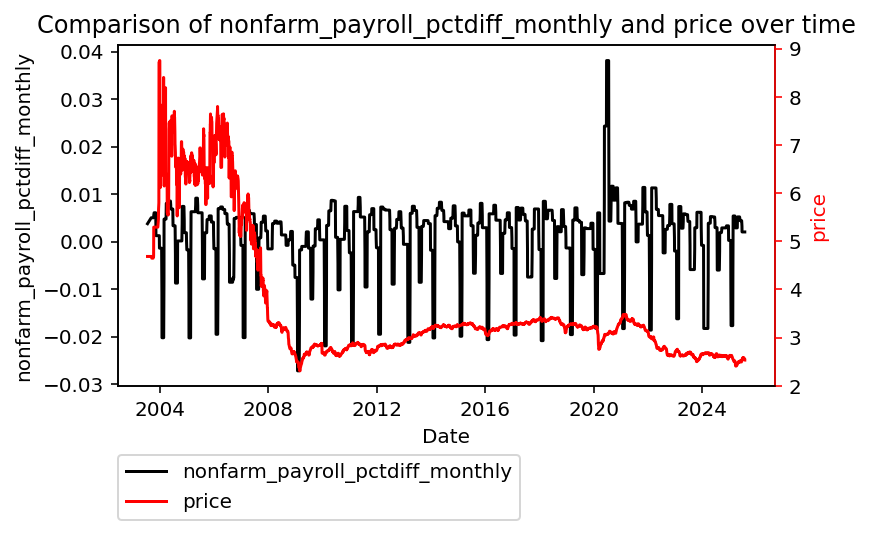 Comparison of nonfarm_payroll_pctdiff_monthly and price over time
nonfarm_payroll_pctdiff_monthly
0.04
0.03
0.02
0.01
0.00
−0.01
−0.02
−0.03
9
8
7
6
5
4
3
2
price
2004 2008 2012 2016 2020 2024
Date
nonfarm_payroll_pctdiff_monthly
price